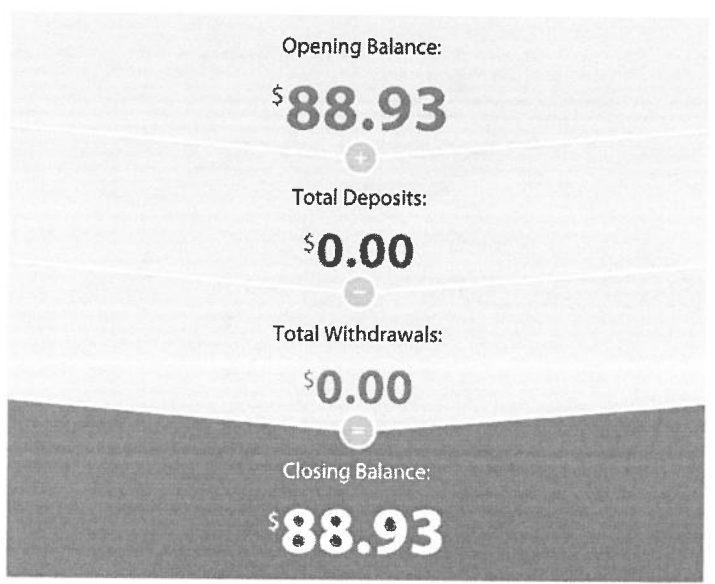 Opening Balance:
$88.93
+
Total Deposits:
$0.00
-
Total Withdrawals:
$0.00
=
Closing Balance:
$88.93